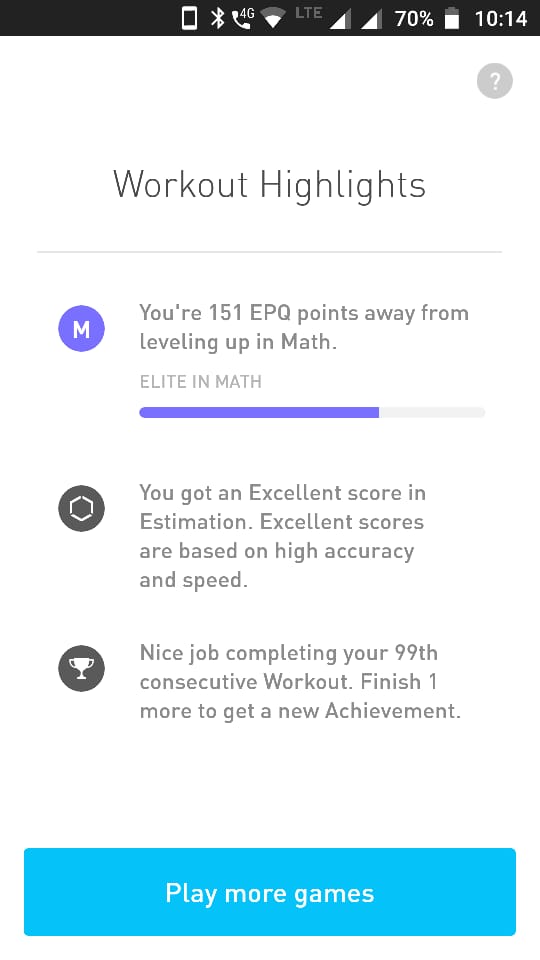 4G LTE 70% 10:14
?
Workout Highlights
M
You're 151 EPQ points away from
leveling up in Math.
ELITE IN MATH
You got an Excellent score in
Estimation. Excellent scores
are based on high accuracy
and speed.
Nice job completing your 99th
consecutive Workout. Finish 1
more to get a new Achievement.
Play more games